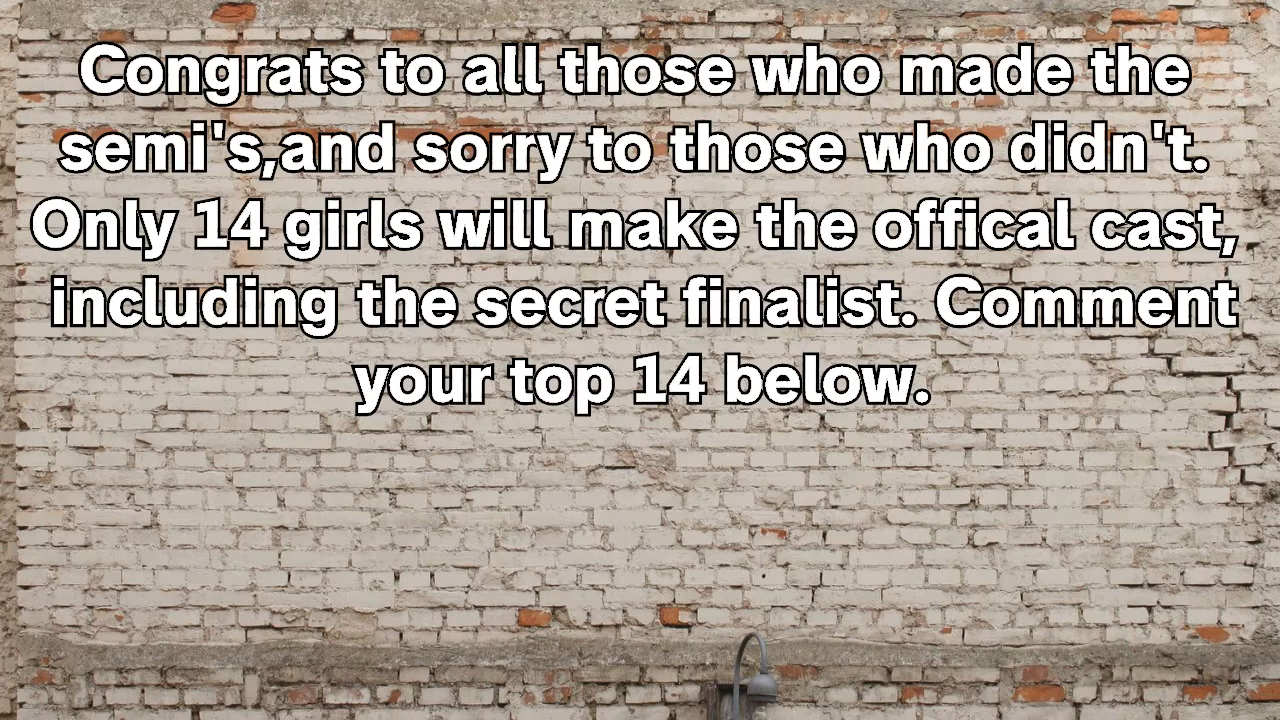 Congrats to all those who made the
semi's,and sorry to those who didn't.
Only 14 girls will make the offical cast,
including the secret finalist. Comment
your top 14 below.